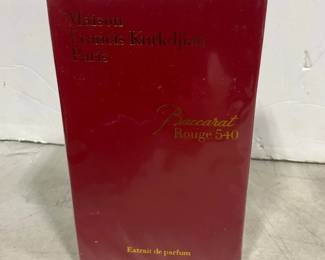 Maison
Francis Kurkdjian
Paris
Baccarat
Rouge 540
Extrait de parfum